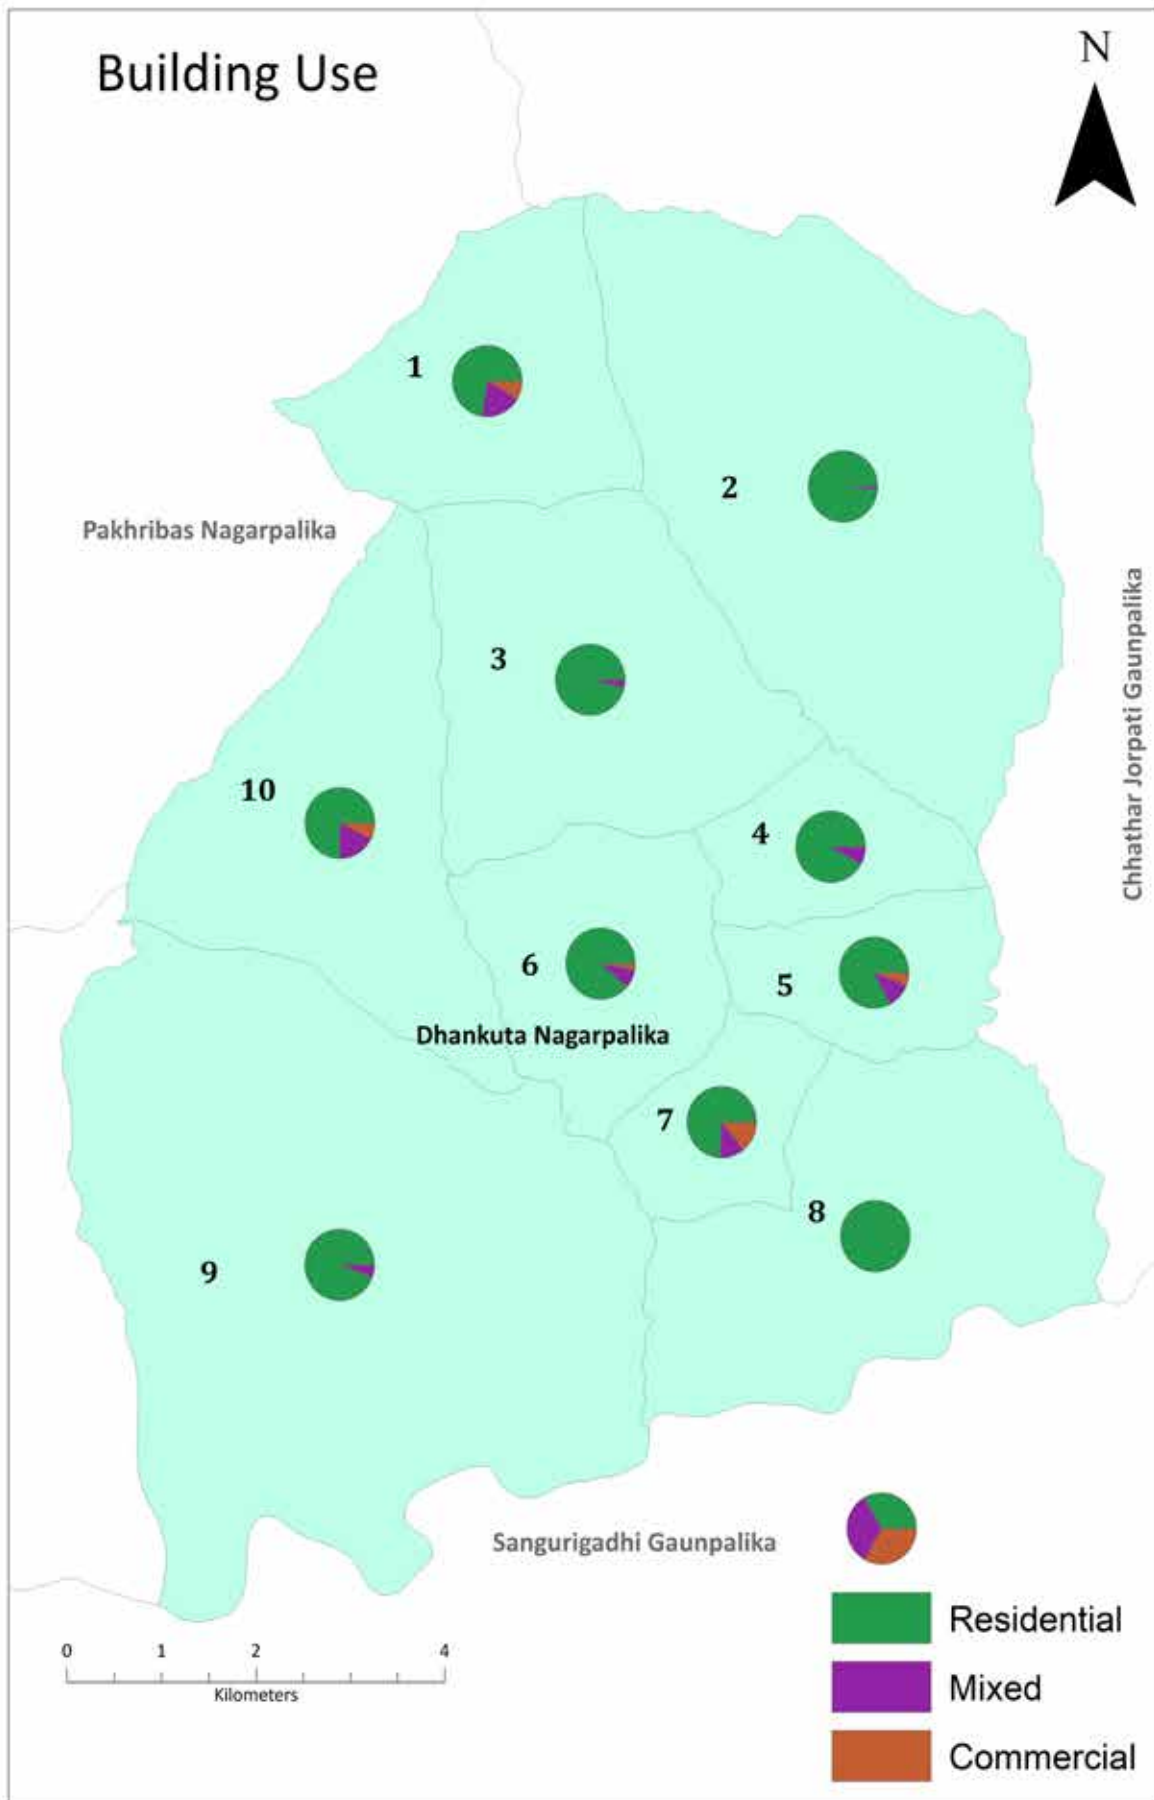 Building Use
N
1
2
Pakhribas Nagarpalika
Chhathar Jorpati Gaunpalika
3
10
4
6
5
Dhankuta Nagarpalika
7
8
9
Sangurigadhi Gaunpalika
Residential
0 1 2 4
Kilometers
Mixed
Commercial